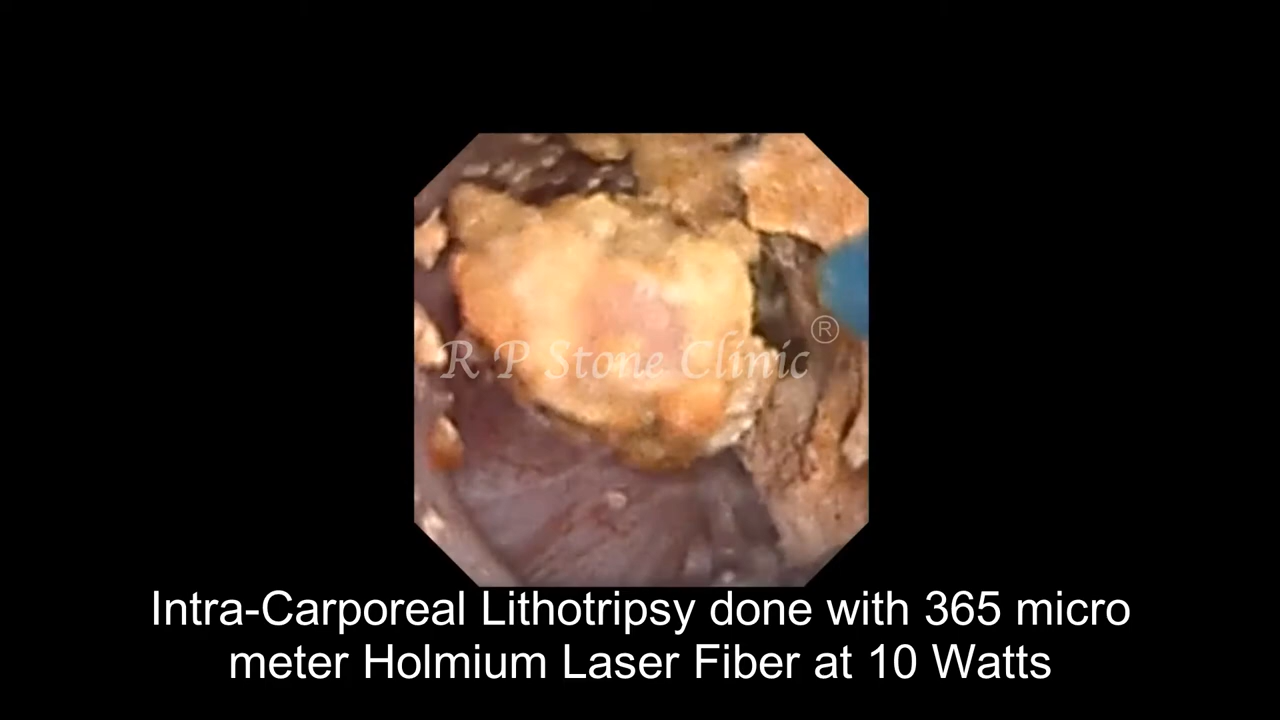 R P Stone Clinic ®
Intra-Carporeal Lithotripsy done with 365 micro
meter Holmium Laser Fiber at 10 Watts